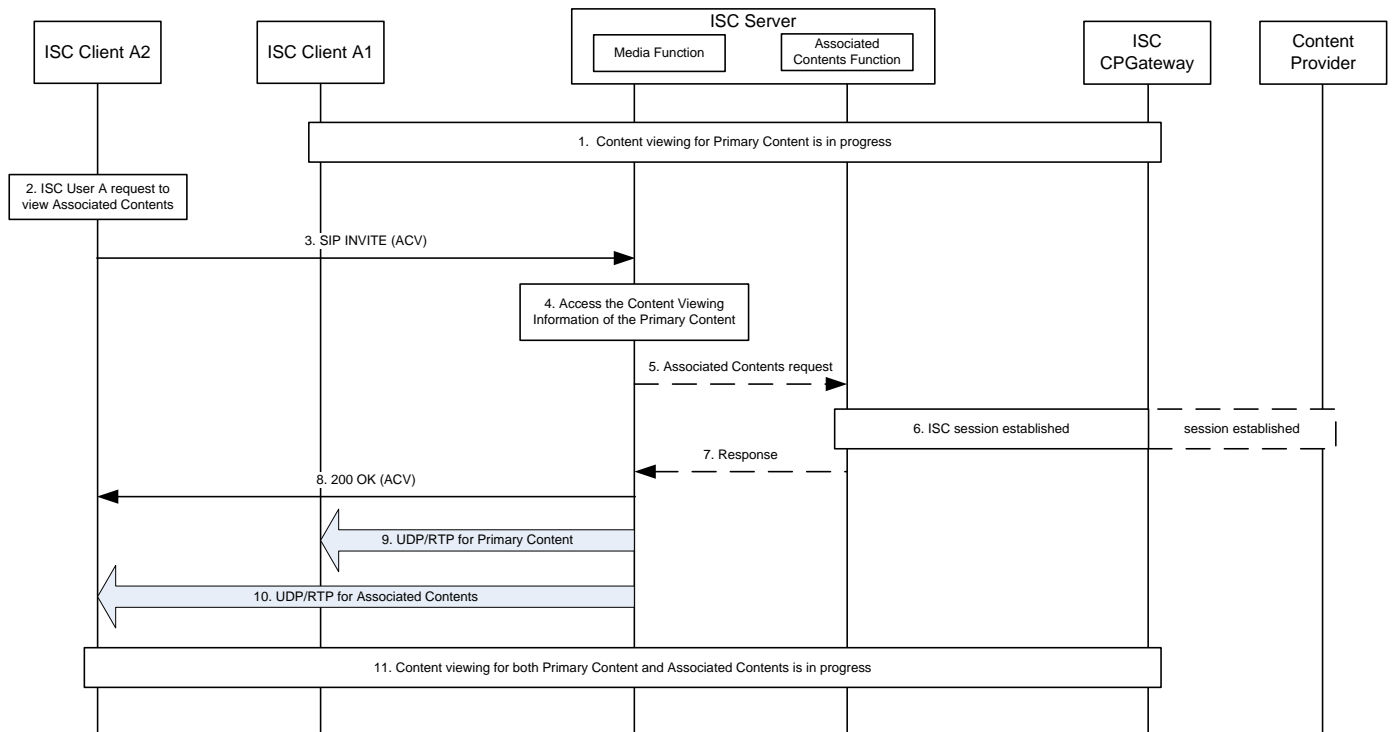 ISC Client A2
ISC Client A1
ISC Server
Media Function
Associated
Contents Function
ISC
CPGateway
Content
Provider
1. Content viewing for Primary Content is in progress
2. ISC User A request to
view Associated Contents
3. SIP INVITE (ACV)
4. Access the Content Viewing
Information of the Primary Content
5. Associated Contents request
6. ISC session established
session established
7. Response
8. 200 OK (ACV)
9. UDP/RTP for Primary Content
10. UDP/RTP for Associated Contents
11. Content viewing for both Primary Content and Associated Contents is in progress